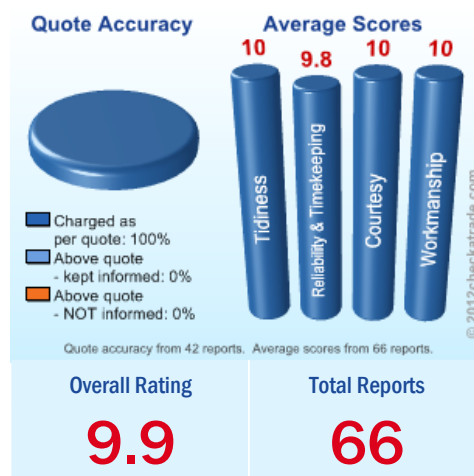 Quote Accuracy
Average Scores
10
9.8
10
10
Tidiness
Reliability & Timekeeping
Courtesy
Workmanship
Charged as
per quote: 100%
Above quote
- kept informed: 0%
Above quote
- NOT informed: 0%
© 2012checkatrade.com
Quote accuracy from 42 reports. Average scores from 66 reports.
Overall Rating
Total Reports
9.9
66